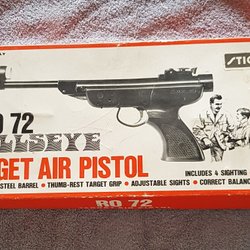 STIG
RO 72
BULLSEYE
GET AIR PISTOL
STEEL BARREL • THUMB-REST TARGET GRIP • ADJUSTABLE SIGHTS • CORRECT BALANC
INCLUDES 4 SIGHTING
RO 72